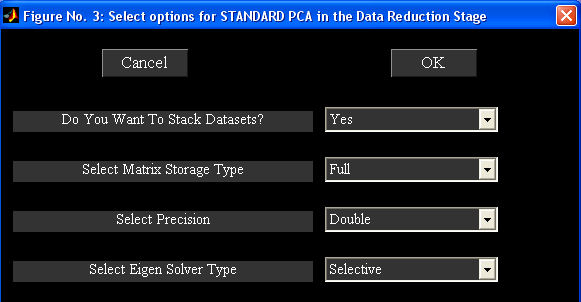 Figure No. 3: Select options for STANDARD PCA in the Data Reduction Stage
Cancel
OK
Do You Want To Stack Datasets?
Yes
Select Matrix Storage Type
Full
Select Precision
Double
Select Eigen Solver Type
Selective